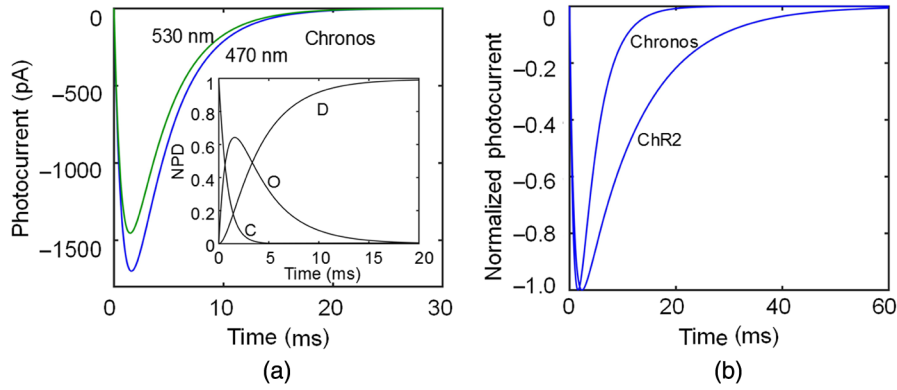 0
−500
−1000
−1500
Photocurrent (pA)
530 nm
470 nm
Chronos
1
0.8
0.6
0.4
0.2
0
NPD
D
O
C
0 5 10 15 20
Time (ms)
0 10 20 30
Time (ms)
(a)
0
−0.2
−0.4
−0.6
−0.8
−1.0
Normalized photocurrent
Chronos
ChR2
0 20 40 60
Time (ms)
(b)